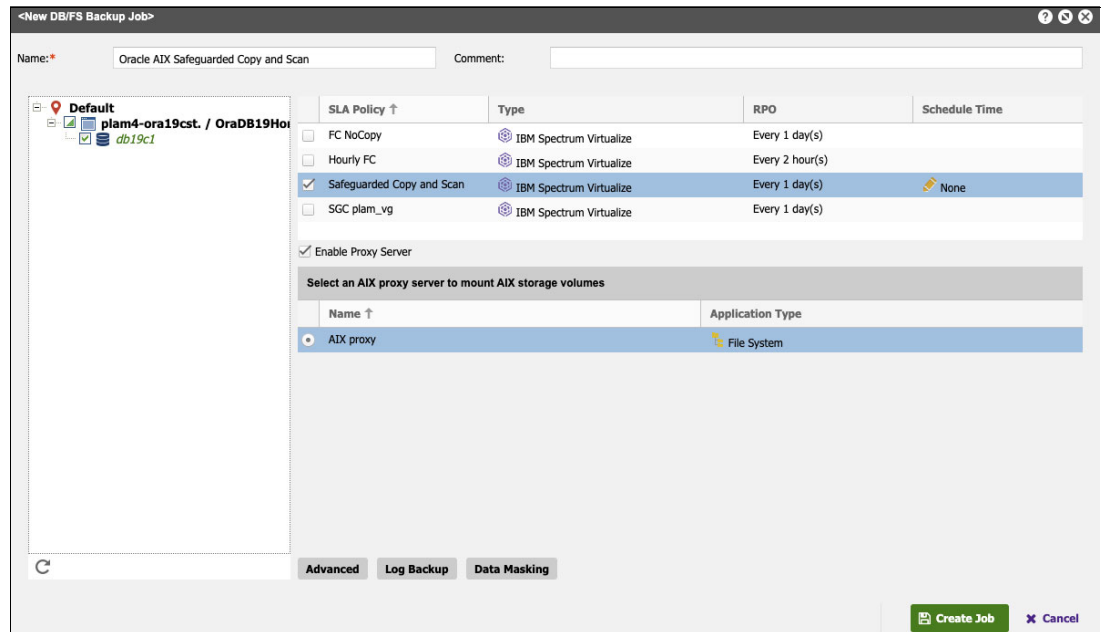 <New DB/FS Backup Job>
Name:* Oracle AIX Safeguarded Copy and Scan Comment:
Default
plam4-ora19cst. / OraDB19Hor
db19c1
SLA Policy ↑ Type RPO Schedule Time
FC NoCopy IBM Spectrum Virtualize Every 1 day(s)
Hourly FC IBM Spectrum Virtualize Every 2 hour(s)
Safeguarded Copy and Scan IBM Spectrum Virtualize Every 1 day(s) None
SGC plam_vg IBM Spectrum Virtualize Every 1 day(s)
Enable Proxy Server
Select an AIX proxy server to mount AIX storage volumes
Name ↑ Application Type
AIX proxy File System
Advanced Log Backup Data Masking
Create Job Cancel